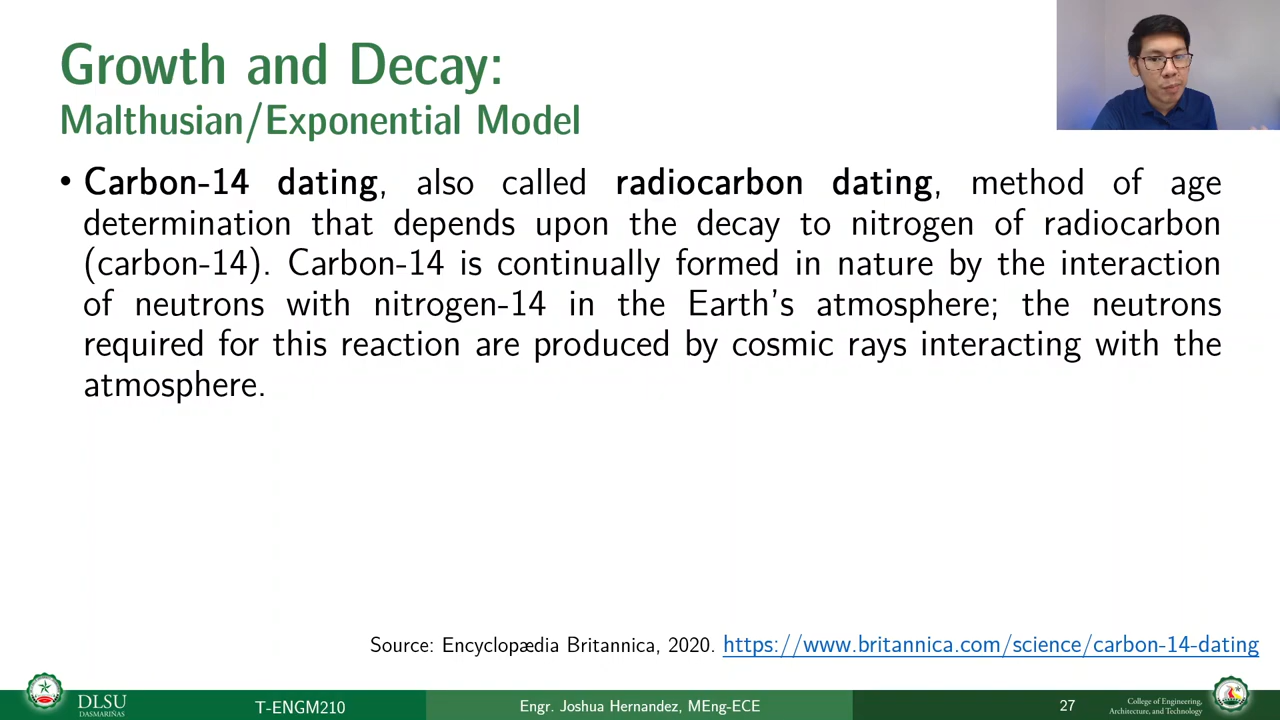 Growth and Decay:
Malthusian/Exponential Model
• Carbon-14 dating, also called radiocarbon dating, method of age
determination that depends upon the decay to nitrogen of radiocarbon
(carbon-14). Carbon-14 is continually formed in nature by the interaction
of neutrons with nitrogen-14 in the Earth's atmosphere; the neutrons
required for this reaction are produced by cosmic rays interacting with the
atmosphere.
Source: Encyclopædia Britannica, 2020. https://www.britannica.com/science/carbon-14-dating
DLSU
DASMARIÑAS
T-ENGM210
Engr. Joshua Hernandez, MEng-ECE
27
College of Engineering,
Architecture, and Technology